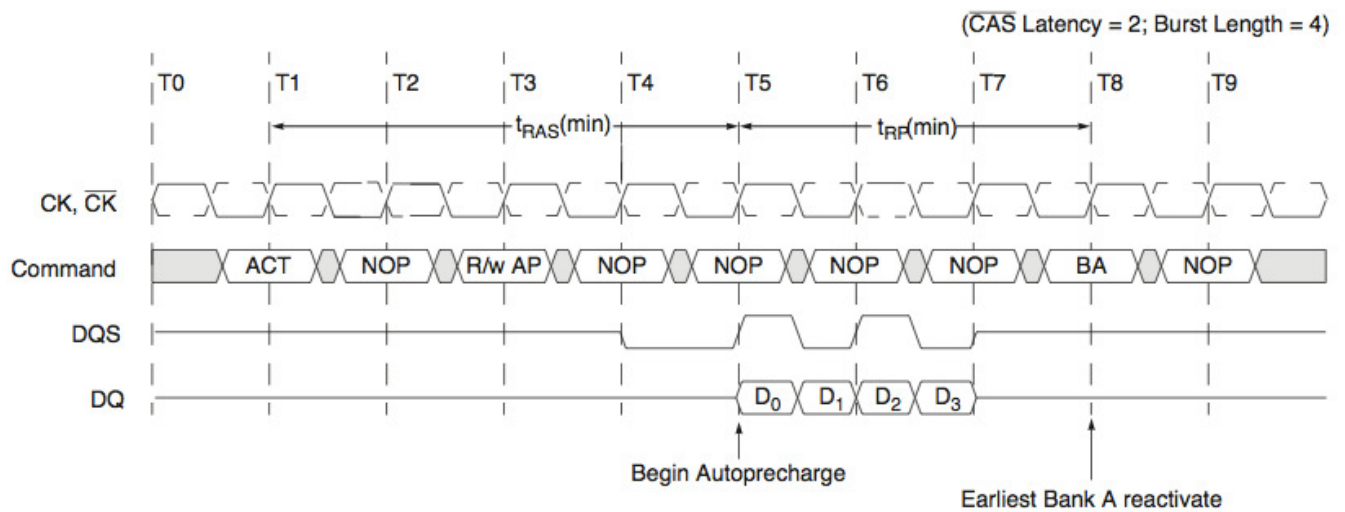 (CAS Latency = 2; Burst Length = 4)
T0 T1 T2 T3 T4 T5 T6 T7 T8 T9
tRAS(min) tRP(min)
CK, CK
Command ACT NOP R/w AP NOP NOP NOP NOP BA NOP
DQS
DQ D0 D1 D2 D3
Begin Autoprecharge
Earliest Bank A reactivate